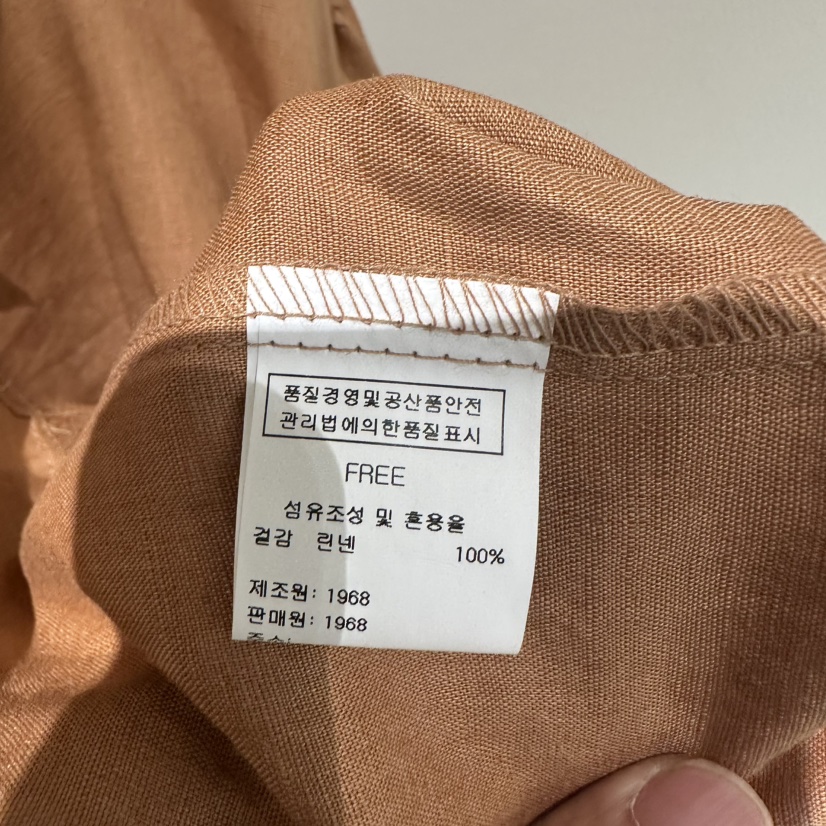 품질경영및공산품안전
관리법에의한품질표시
FREE
섬유조성 및 혼용율
겉감 린넨 100%
제조원: 1968
판매원: 1968
주소: